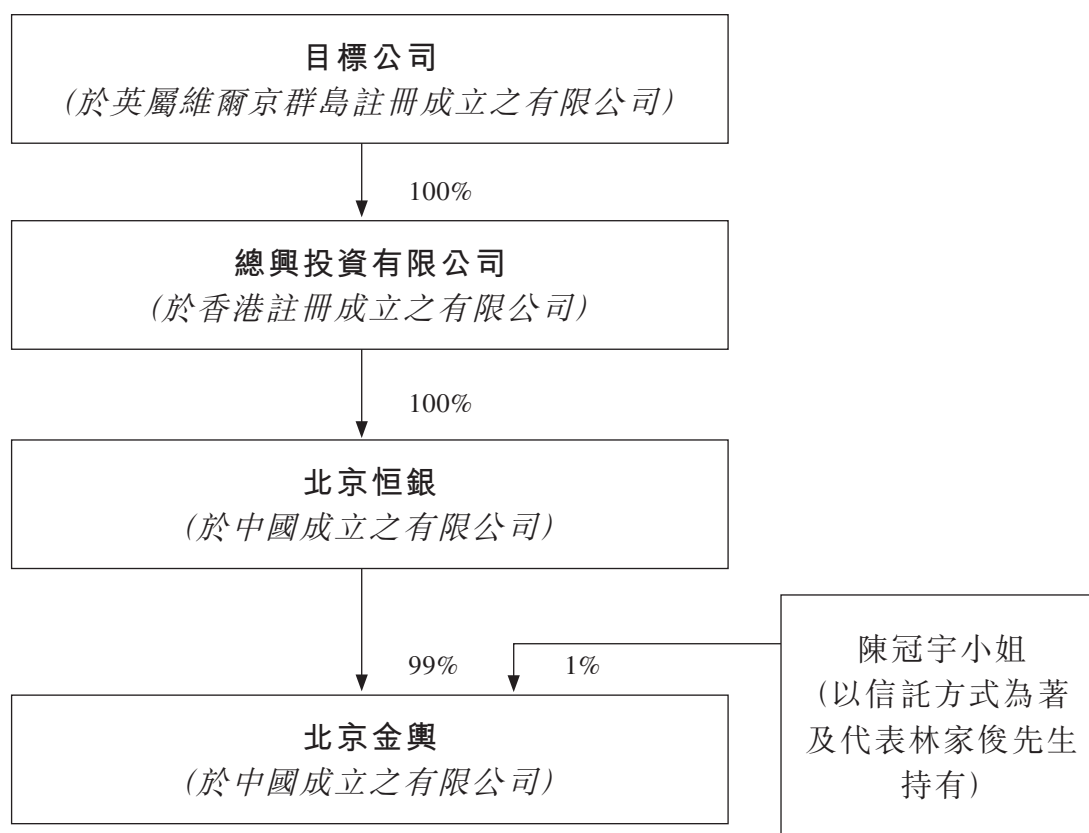 目標公司
(於英屬維爾京群島註冊成立之有限公司)
100%
總興投資有限公司
(於香港註冊成立之有限公司)
100%
北京恒銀
(於中國成立之有限公司)
99%
1%
陳冠宇小姐
(以信託方式為著
及代表林家俊先生
持有)
北京金輿
(於中國成立之有限公司)